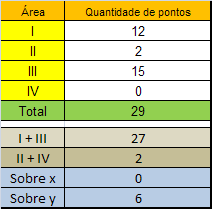 Área Quantidade de pontos
I 12
II 2
III 15
IV 0
Total 29
I + III 27
II + IV 2
Sobre x 0
Sobre y 6